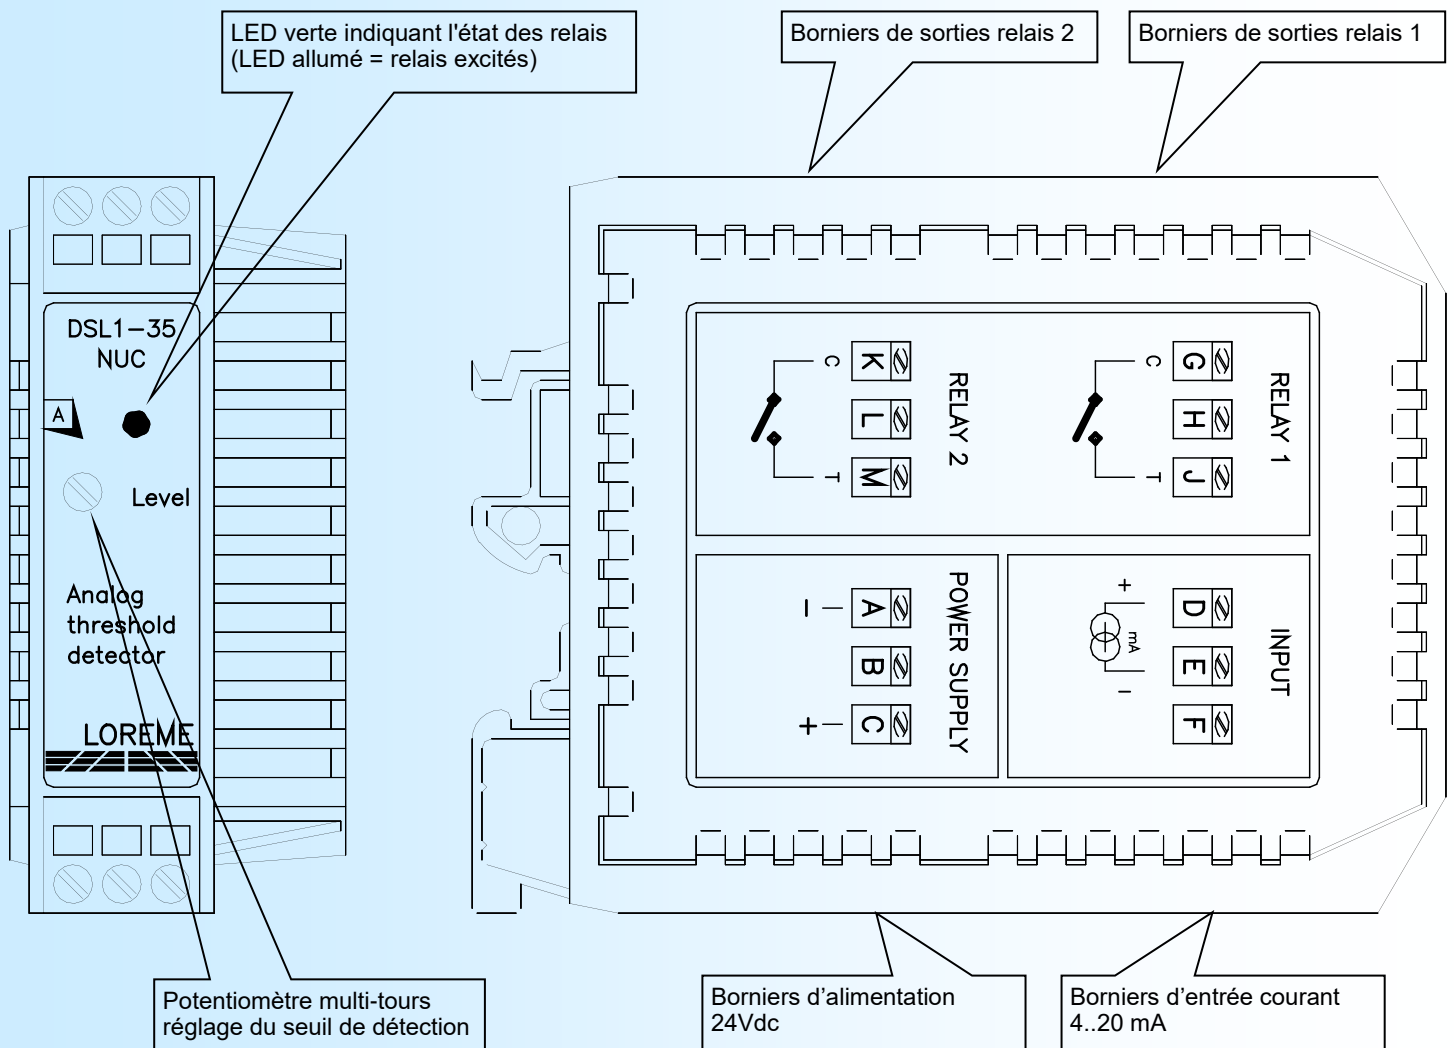 LED verte indiquant l'état des relais
(LED allumé = relais excités)
Borniers de sorties relais 2
Borniers de sorties relais 1
DSL1-35
NUC
A
Level
Analog
threshold
detector
LOREME
RELAY 2
K
L
M
C
T
RELAY 1
G
H
J
C
T
POWER SUPPLY
A
B
C
-
+
INPUT
D
E
F
+
mA
-
Potentiomètre multi-tours
réglage du seuil de détection
Borniers d’alimentation
24Vdc
Borniers d’entrée courant
4..20 mA